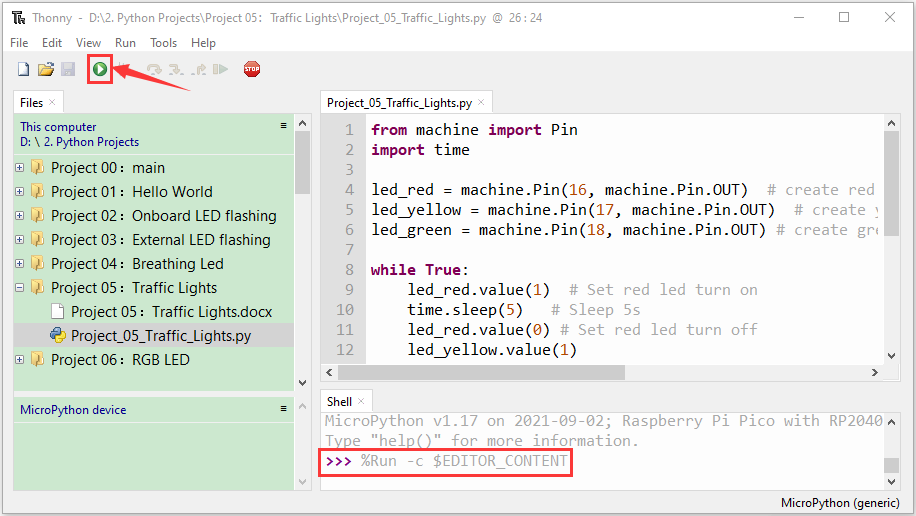 Thonny - D:\2. Python Projects\Project 05：Traffic Lights\Project_05_Traffic_Lights.py @ 26 : 24
File Edit View Run Tools Help
STOP
Files ×
This computer
D: \ 2. Python Projects
Project 00：main
Project 01：Hello World
Project 02：Onboard LED flashing
Project 03：External LED flashing
Project 04：Breathing Led
Project 05：Traffic Lights
Project 05：Traffic Lights.docx
Project_05_Traffic_Lights.py
Project 06：RGB LED
MicroPython device
Project_05_Traffic_Lights.py ×
1 from machine import Pin
2 import time
3
4 led_red = machine.Pin(16, machine.Pin.OUT)  # create red
5 led_yellow = machine.Pin(17, machine.Pin.OUT)  # create y
6 led_green = machine.Pin(18, machine.Pin.OUT) # create gre
7
8 while True:
9     led_red.value(1)  # Set red led turn on
10     time.sleep(5)   # Sleep 5s
11     led_red.value(0) # Set red led turn off
12     led_yellow.value(1)
Shell ×
MicroPython v1.17 on 2021-09-02; Raspberry Pi Pico with RP2040
Type "help()" for more information.
>>> %Run -c $EDITOR_CONTENT
MicroPython (generic)